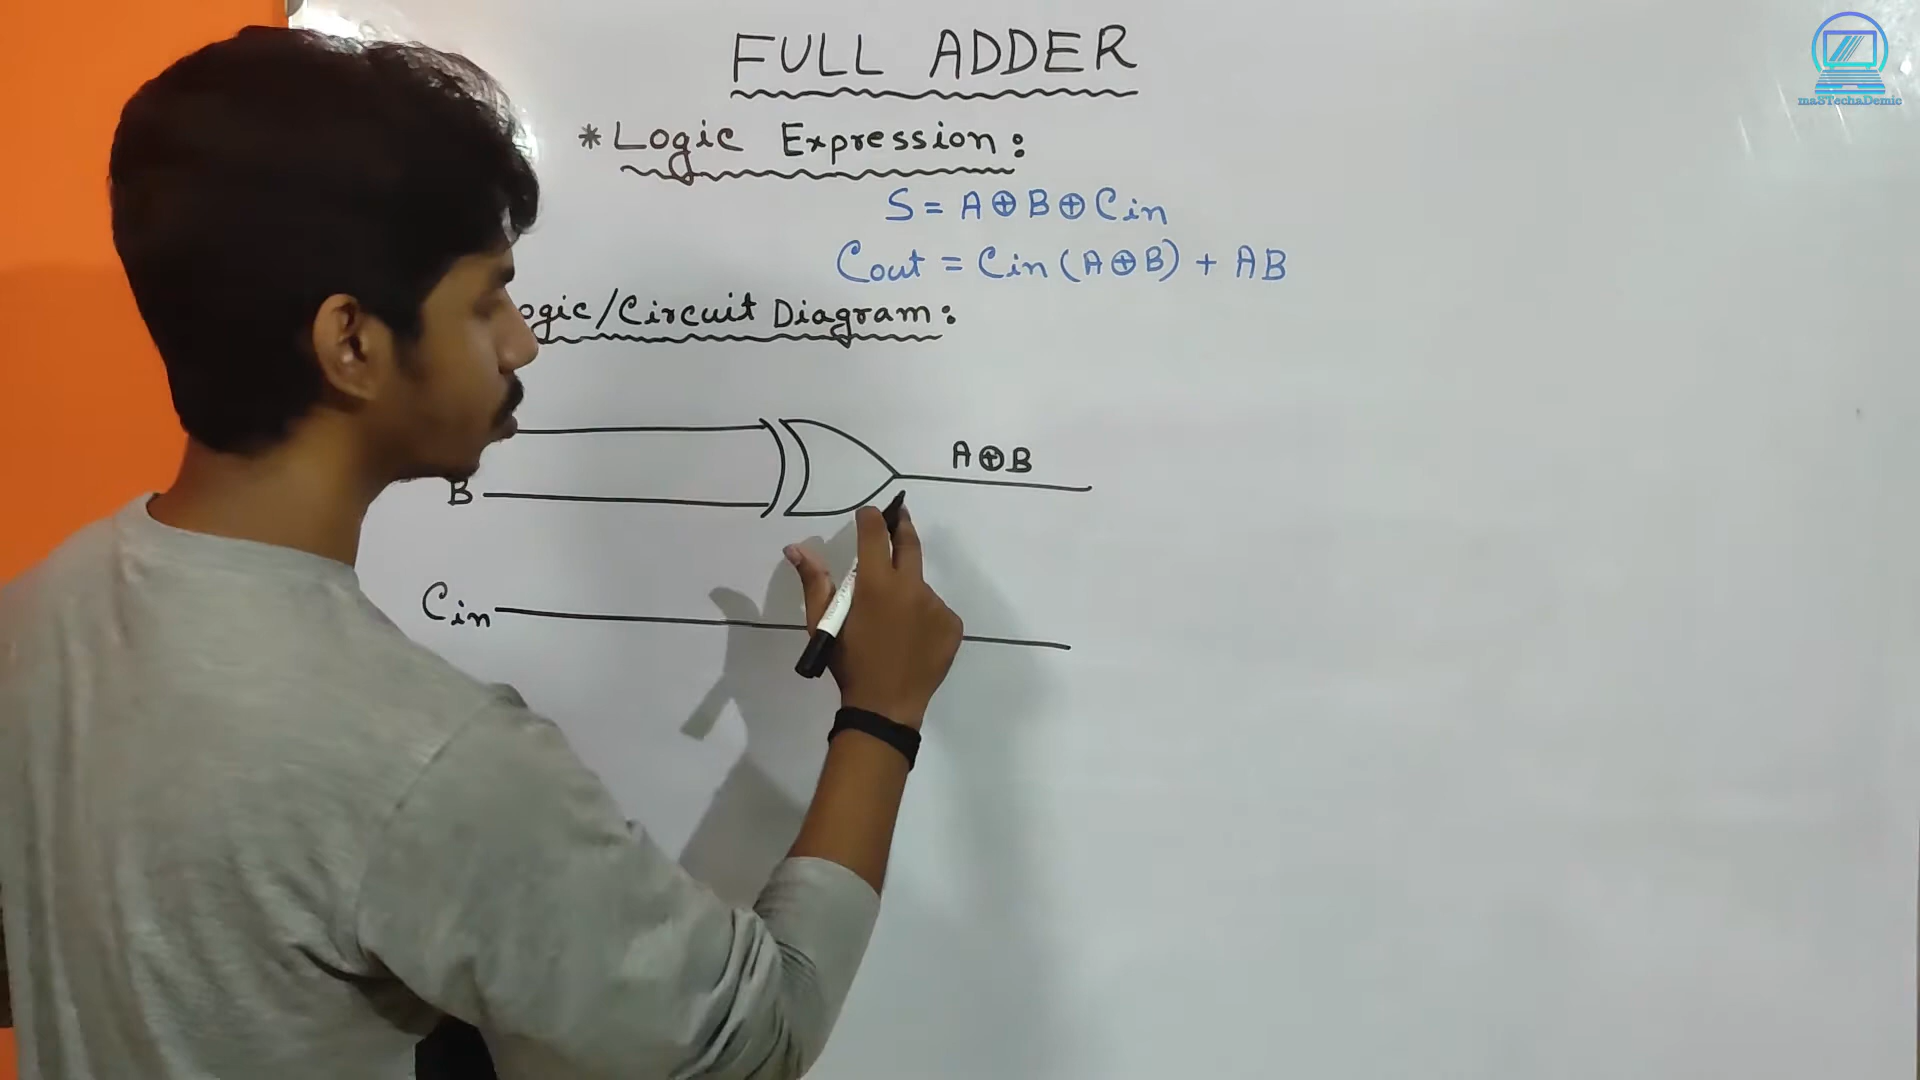 FULL ADDER
maSTechaDemic
*Logic Expression:
S = A⊕B⊕Cin
Cout = Cin (A⊕B) + AB
ogic/Circuit Diagram:
A⊕B
B
Cin